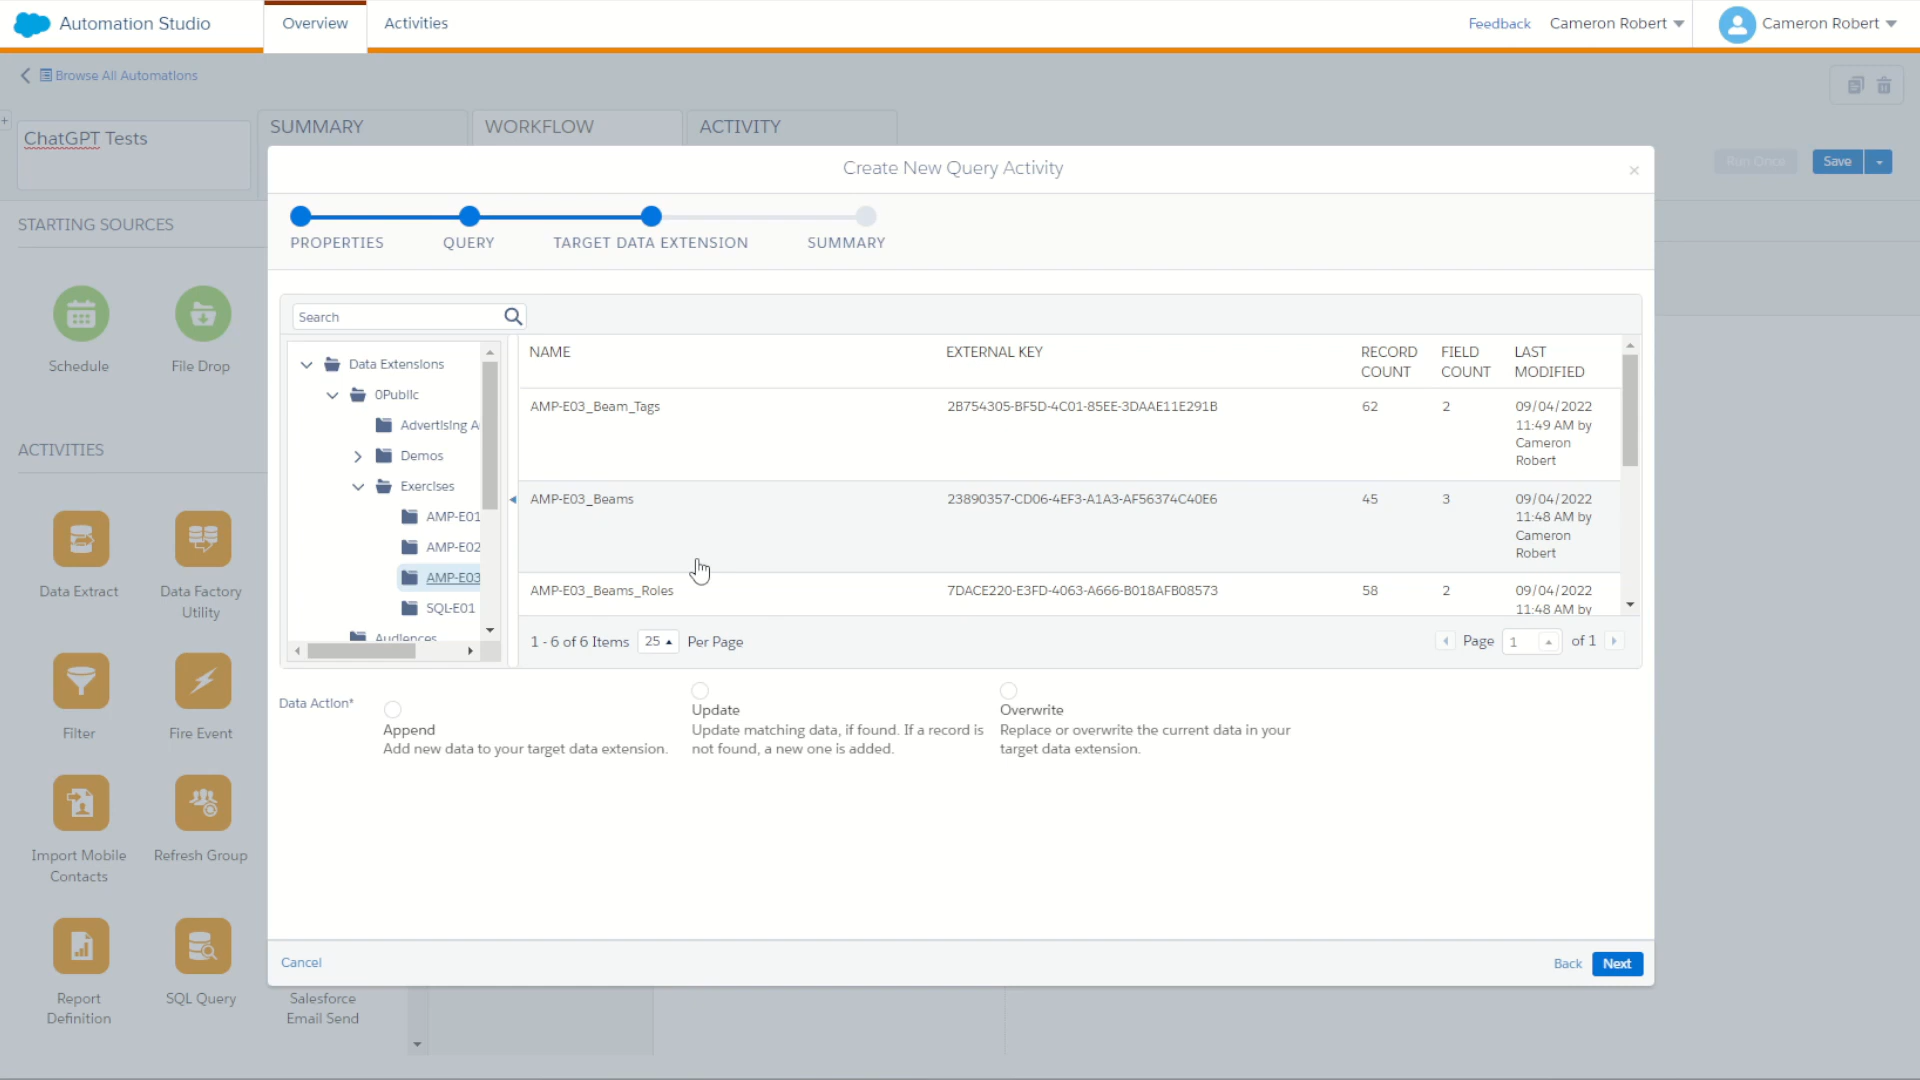 Automation Studio
Overview
Activities
Feedback
Cameron Robert
Cameron Robert
Browse All Automations
ChatGPT Tests
SUMMARY
WORKFLOW
ACTIVITY
Run Once
Save
STARTING SOURCES
Schedule
File Drop
ACTIVITIES
Data Extract
Data Factory
Utility
Filter
Fire Event
Import Mobile
Contacts
Refresh Group
Report
Definition
SQL Query
Salesforce
Email Send
Create New Query Activity
PROPERTIES
QUERY
TARGET DATA EXTENSION
SUMMARY
Search
Data Extensions
0Public
Advertising A
Demos
Exercises
AMP-E01
AMP-E02
AMP-E03
SQL-E01
Audiences
NAME
EXTERNAL KEY
RECORD
COUNT
FIELD
COUNT
LAST
MODIFIED
AMP-E03_Beam_Tags
2B754305-BF5D-4C01-85EE-3DAAE11E291B
62
2
09/04/2022
11:49 AM by
Cameron
Robert
AMP-E03_Beams
23890357-CD06-4EF3-A1A3-AF56374C40E6
45
3
09/04/2022
11:48 AM by
Cameron
Robert
AMP-E03_Beams_Roles
7DACE220-E3FD-4063-A666-B018AFB08573
58
2
09/04/2022
11:48 AM by
1 - 6 of 6 Items
25
Per Page
Page
1
of 1
Data Action*
Append
Add new data to your target data extension.
Update
Update matching data, if found. If a record is
not found, a new one is added.
Overwrite
Replace or overwrite the current data in your
target data extension.
Cancel
Back
Next